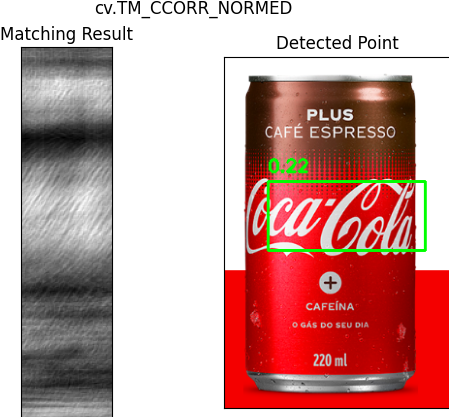 cv.TM_CCORR_NORMED
Matching Result
Detected Point
PLUS
CAFÉ ESPRESSO
0.22
Coca-Cola
+
CAFEÍNA
O GÁS DO SEU DIA
220 ml